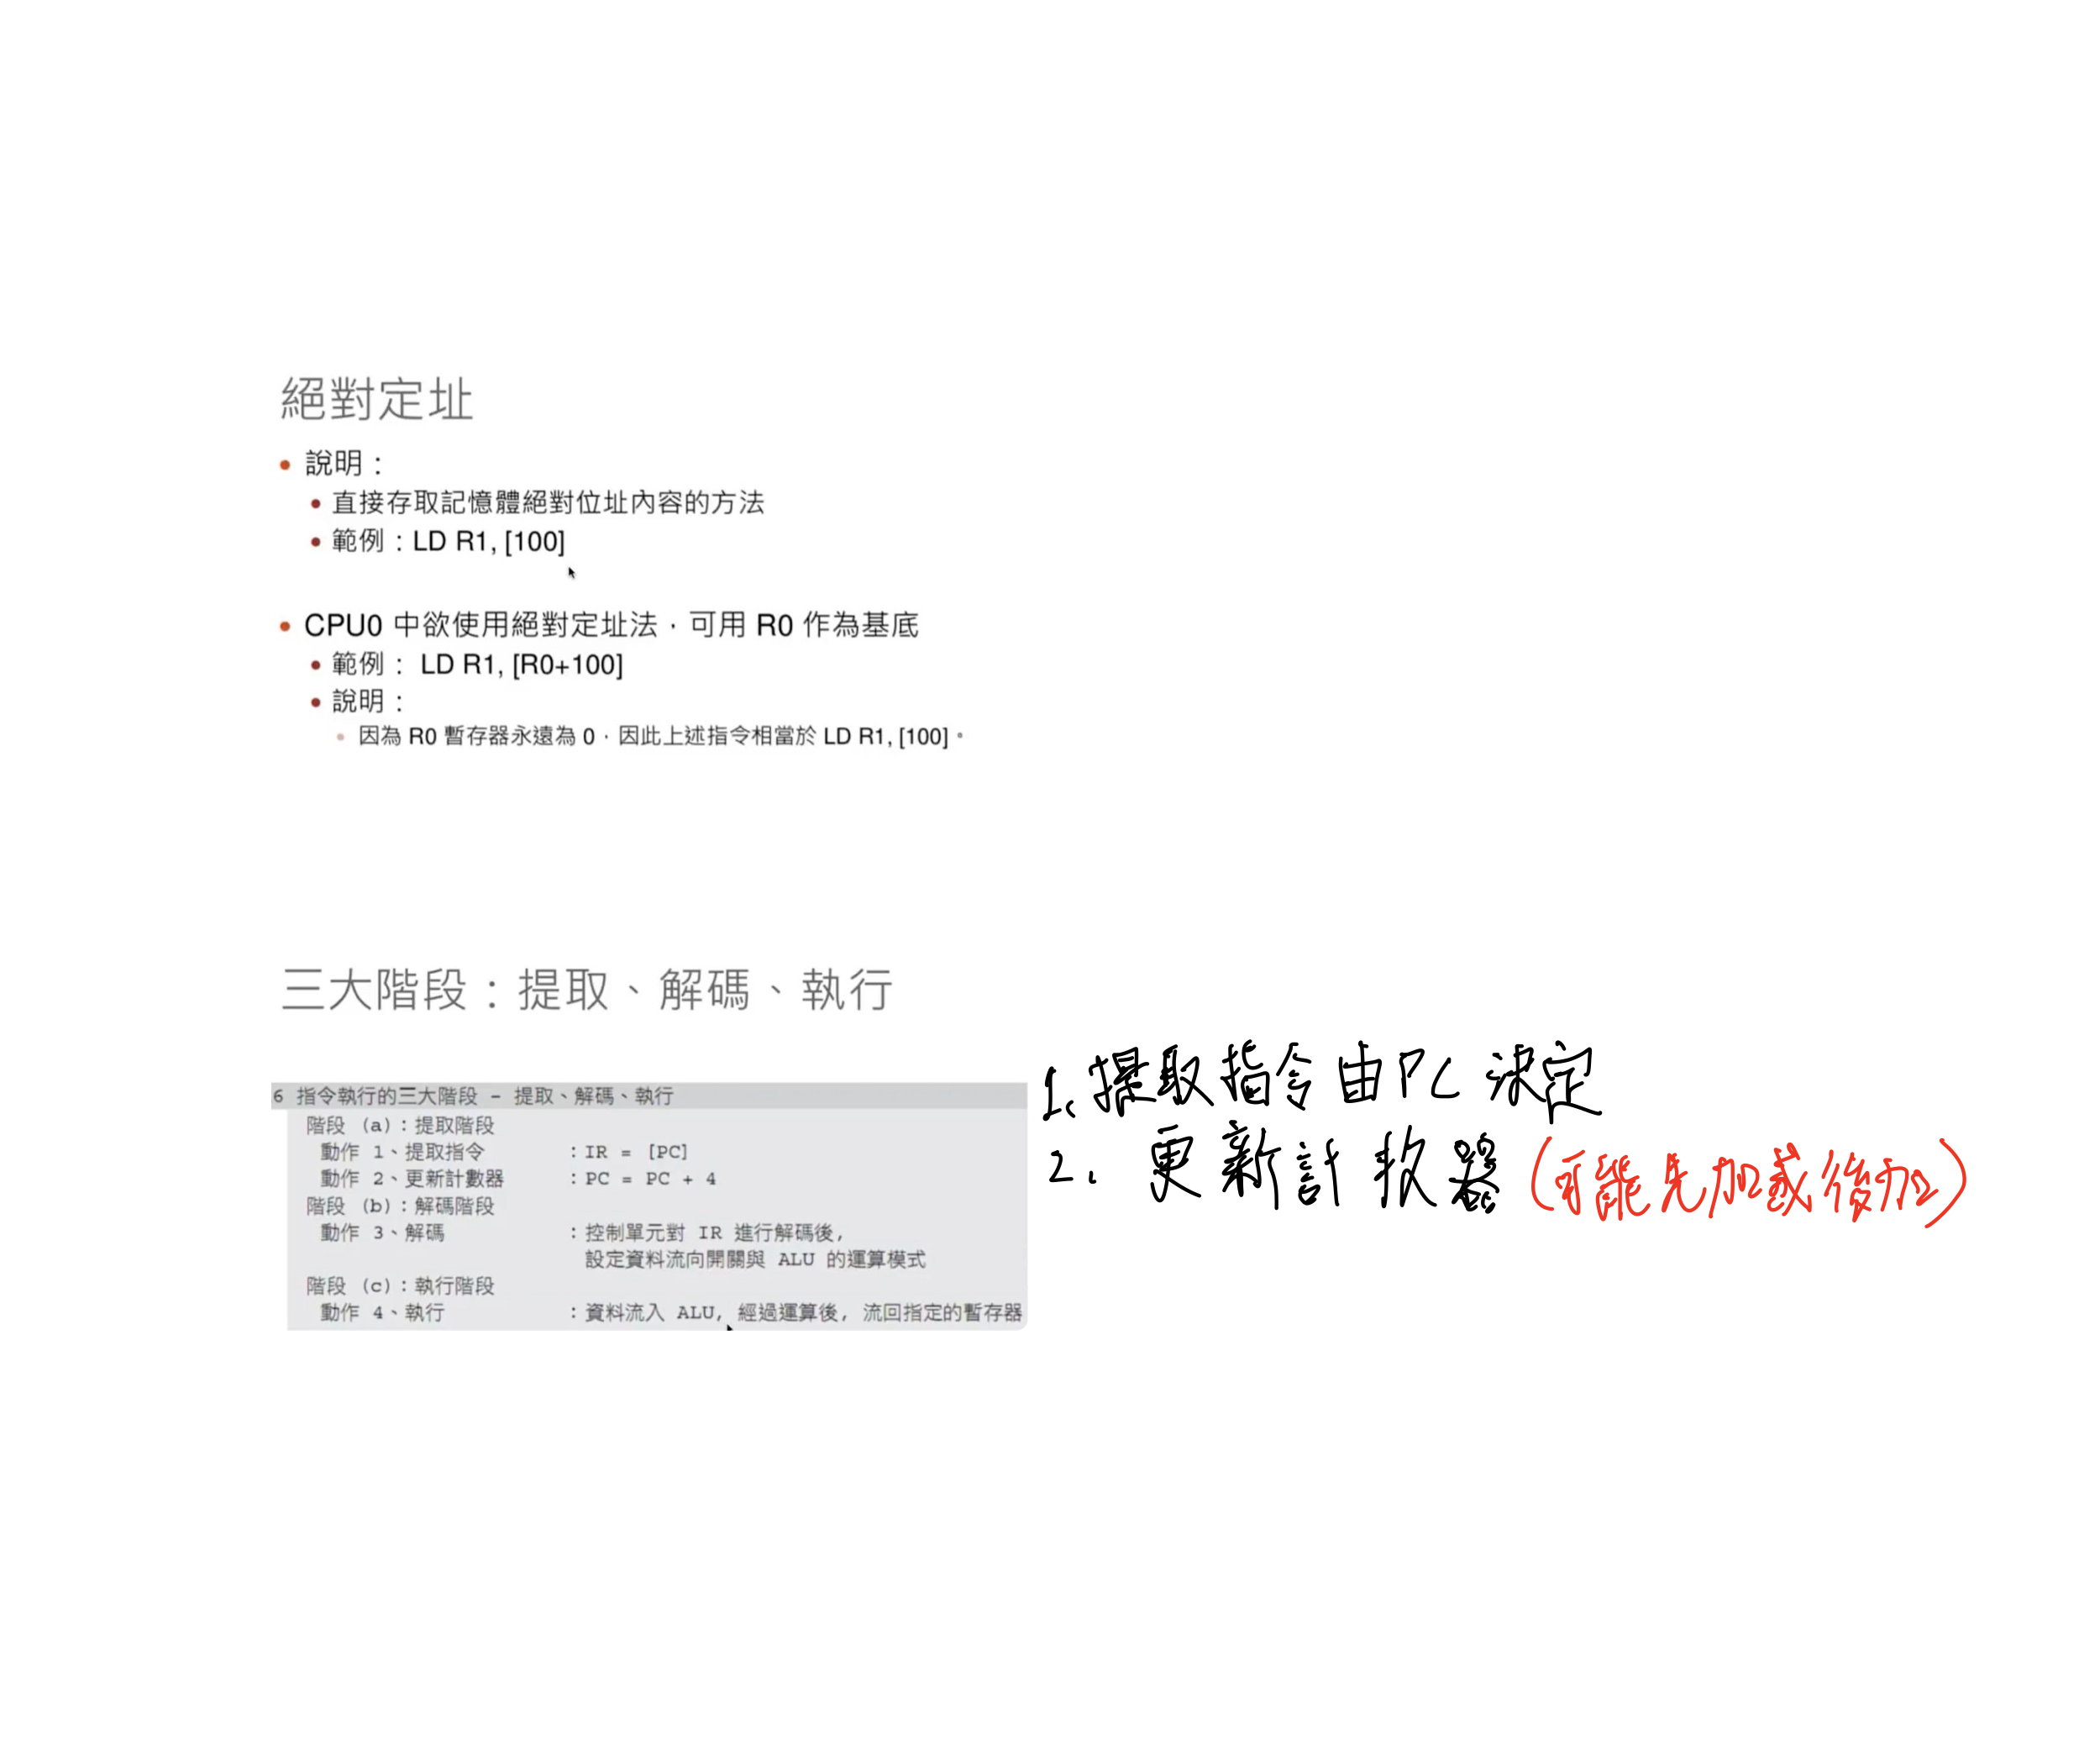 絕對定址
• 說明：
• 直接存取記憶體絕對位址內容的方法
• 範例：LD R1, [100]
• CPU0 中欲使用絕對定址法，可用 R0 作為基底
• 範例： LD R1, [R0+100]
• 說明：
• 因為 R0 暫存器永遠為 0，因此上述指令相當於 LD R1, [100]。
三大階段：提取、解碼、執行
6 指令執行的三大階段 - 提取、解碼、執行
階段 (a)：提取階段
動作 1、提取指令 ：IR = [PC]
動作 2、更新計數器 ：PC = PC + 4
階段 (b)：解碼階段
動作 3、解碼 ：控制單元對 IR 進行解碼後，
設定資料流向開關與 ALU 的運算模式
階段 (c)：執行階段
動作 4、執行 ：資料流入 ALU, 經過運算後, 流回指定的暫存器
1. 提取指令由PC決定
2. 更新計數器 (可能先加或後加)